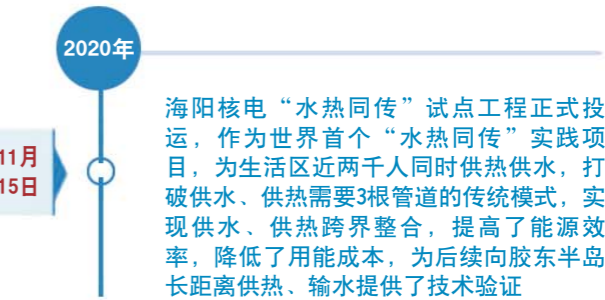 2020年
11月
15日
海阳核电“水热同传”试点工程正式投
运，作为世界首个“水热同传”实践项
目，为生活区近两千人同时供热供水，打
破供水、供热需要3根管道的传统模式，实
现供水、供热跨界整合，提高了能源效
率，降低了用能成本，为后续向胶东半岛
长距离供热、输水提供了技术验证